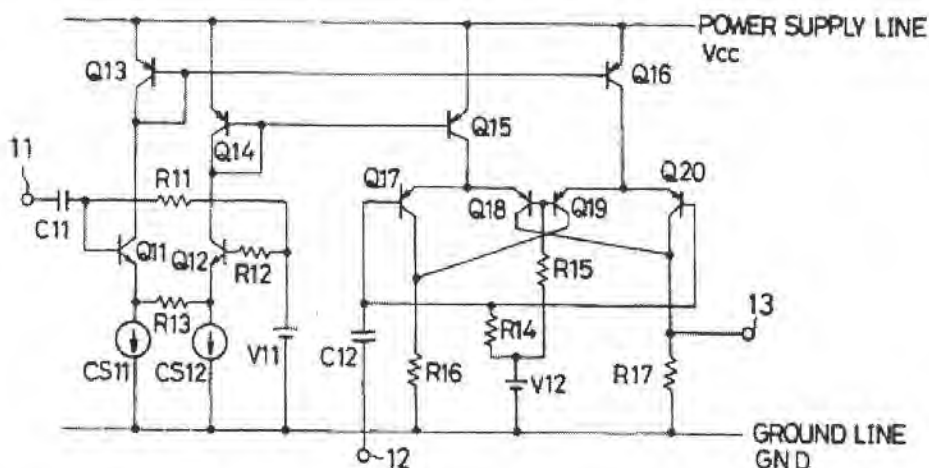 POWER SUPPLY LINE
Vcc
Q13
Q16
Q14
Q15
11
R11
Q17
Q18
Q19
Q20
C11
Q11
Q12
R12
R15
R13
13
R14
CS11
CS12
V11
C12
R16
V12
R17
GROUND LINE
GND
12